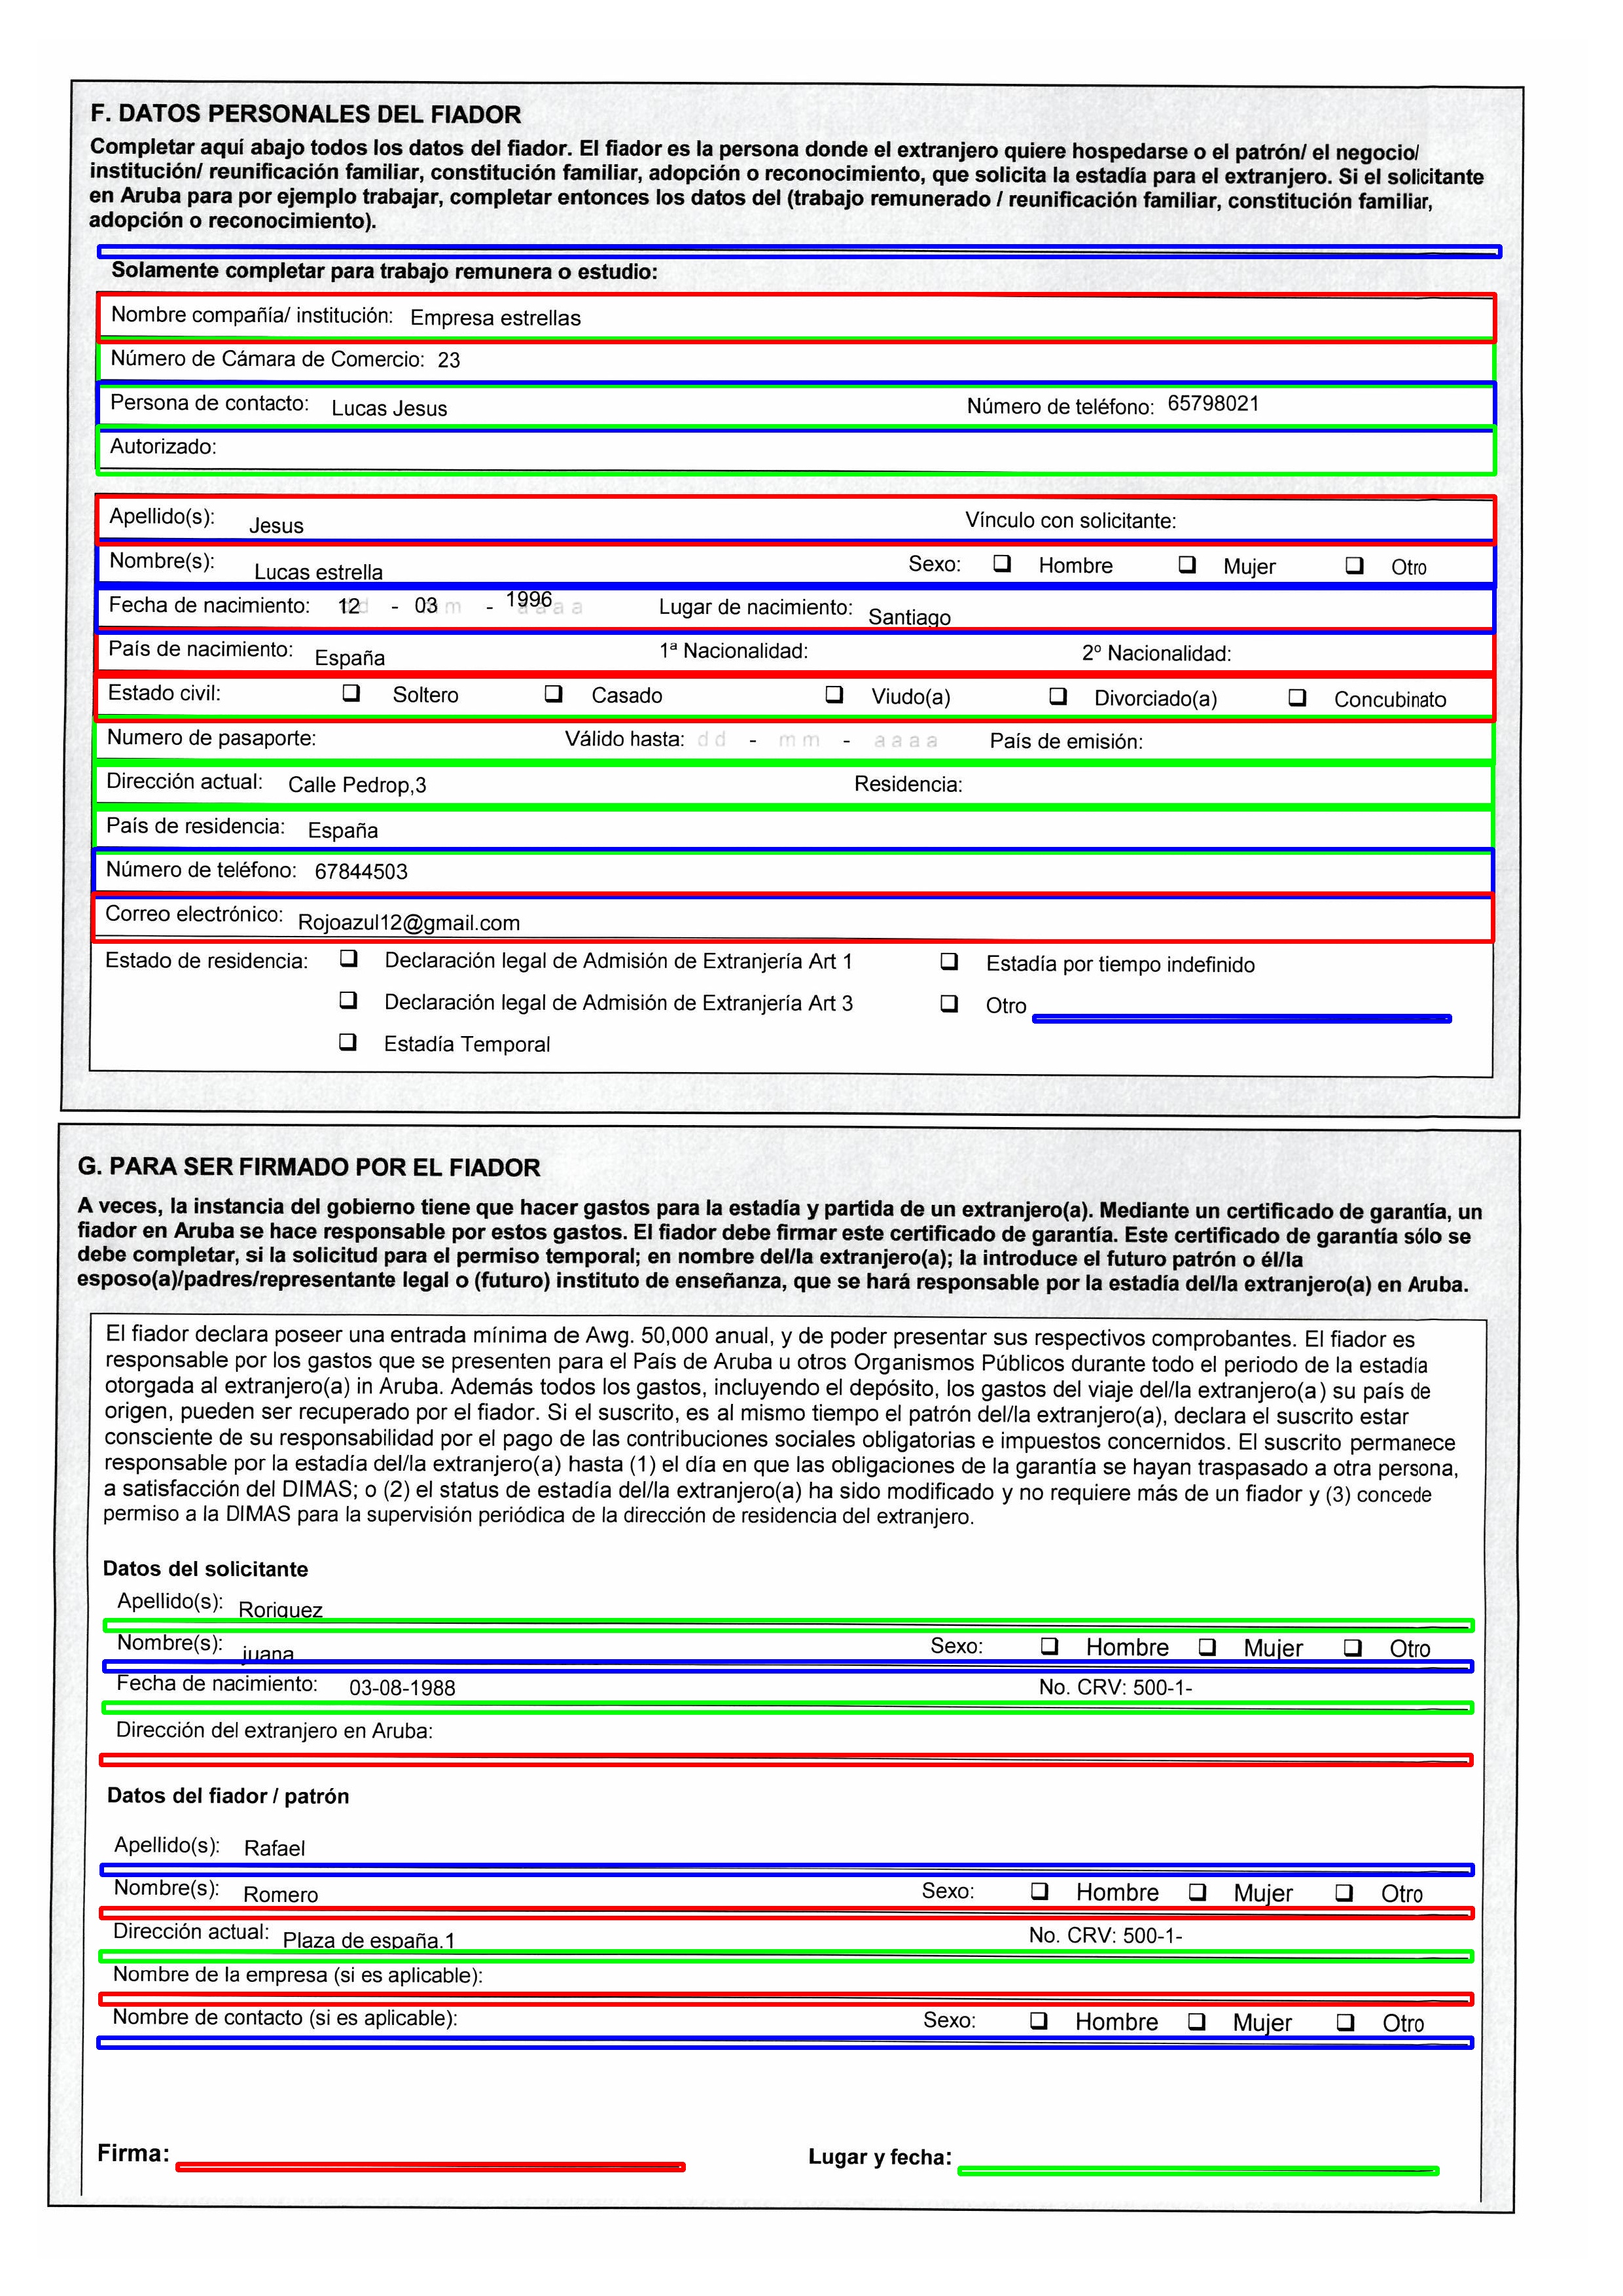 F. DATOS PERSONALES DEL FIADOR
Completar aquí abajo todos los datos del fiador. El fiador es la persona donde el extranjero quiere hospedarse o el patrón/ el negocio/
institución/ reunificación familiar, constitución familiar, adopción o reconocimiento, que solicita la estadía para el extranjero. Si el solicitante
en Aruba para por ejemplo trabajar, completar entonces los datos del (trabajo remunerado / reunificación familiar, constitución familiar,
adopción o reconocimiento).
Solamente completar para trabajo remunera o estudio:
Nombre compañía/ institución: Empresa estrellas
Número de Cámara de Comercio: 23
Persona de contacto: Lucas Jesus Número de teléfono: 65798021
Autorizado:
Apellido(s): Jesus Vínculo con solicitante:
Nombre(s): Lucas estrella Sexo: ❑ Hombre ❑ Mujer ❑ Otro
Fecha de nacimiento: 12 - 03 - 1996 Lugar de nacimiento: Santiago
País de nacimiento: España 1ª Nacionalidad: 2º Nacionalidad:
Estado civil: ❑ Soltero ❑ Casado ❑ Viudo(a) ❑ Divorciado(a) ❑ Concubinato
Numero de pasaporte: Válido hasta: dd - mm - aaaa País de emisión:
Dirección actual: Calle Pedrop,3 Residencia:
País de residencia: España
Número de teléfono: 67844503
Correo electrónico: Rojoazul12@gmail.com
Estado de residencia: ❑ Declaración legal de Admisión de Extranjería Art 1 ❑ Estadía por tiempo indefinido
❑ Declaración legal de Admisión de Extranjería Art 3 ❑ Otro
❑ Estadía Temporal
G. PARA SER FIRMADO POR EL FIADOR
A veces, la instancia del gobierno tiene que hacer gastos para la estadía y partida de un extranjero(a). Mediante un certificado de garantía, un
fiador en Aruba se hace responsable por estos gastos. El fiador debe firmar este certificado de garantía. Este certificado de garantía sólo se
debe completar, si la solicitud para el permiso temporal; en nombre del/la extranjero(a); la introduce el futuro patrón o él/la
esposo(a)/padres/representante legal o (futuro) instituto de enseñanza, que se hará responsable por la estadía del/la extranjero(a) en Aruba.
El fiador declara poseer una entrada mínima de Awg. 50,000 anual, y de poder presentar sus respectivos comprobantes. El fiador es
responsable por los gastos que se presenten para el País de Aruba u otros Organismos Públicos durante todo el periodo de la estadía
otorgada al extranjero(a) in Aruba. Además todos los gastos, incluyendo el depósito, los gastos del viaje del/la extranjero(a) su país de
origen, pueden ser recuperado por el fiador. Si el suscrito, es al mismo tiempo el patrón del/la extranjero(a), declara el suscrito estar
consciente de su responsabilidad por el pago de las contribuciones sociales obligatorias e impuestos concernidos. El suscrito permanece
responsable por la estadía del/la extranjero(a) hasta (1) el día en que las obligaciones de la garantía se hayan traspasado a otra persona,
a satisfacción del DIMAS; o (2) el status de estadía del/la extranjero(a) ha sido modificado y no requiere más de un fiador y (3) concede
permiso a la DIMAS para la supervisión periódica de la dirección de residencia del extranjero.
Datos del solicitante
Apellido(s): Roriguez
Nombre(s): juana Sexo: ❑ Hombre ❑ Mujer ❑ Otro
Fecha de nacimiento: 03-08-1988 No. CRV: 500-1-
Dirección del extranjero en Aruba:
Datos del fiador / patrón
Apellido(s): Rafael
Nombre(s): Romero Sexo: ❑ Hombre ❑ Mujer ❑ Otro
Dirección actual: Plaza de españa.1 No. CRV: 500-1-
Nombre de la empresa (si es aplicable):
Nombre de contacto (si es aplicable): Sexo: ❑ Hombre ❑ Mujer ❑ Otro
Firma: Lugar y fecha: